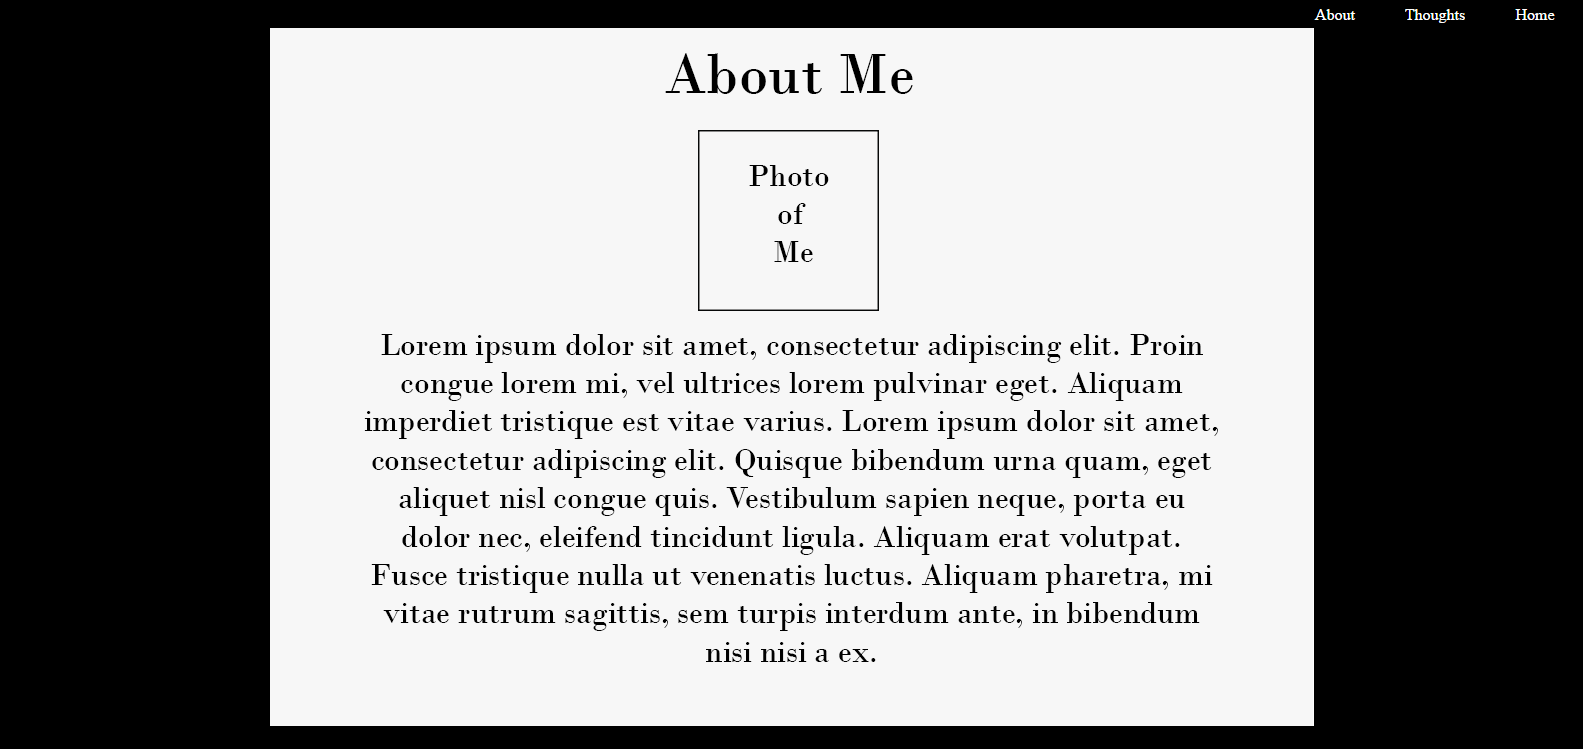 About Thoughts Home
About Me
Photo
of
Me
Lorem ipsum dolor sit amet, consectetur adipiscing elit. Proin
congue lorem mi, vel ultrices lorem pulvinar eget. Aliquam
imperdiet tristique est vitae varius. Lorem ipsum dolor sit amet,
consectetur adipiscing elit. Quisque bibendum urna quam, eget
aliquet nisl congue quis. Vestibulum sapien neque, porta eu
dolor nec, eleifend tincidunt ligula. Aliquam erat volutpat.
Fusce tristique nulla ut venenatis luctus. Aliquam pharetra, mi
vitae rutrum sagittis, sem turpis interdum ante, in bibendum
nisi nisi a ex.